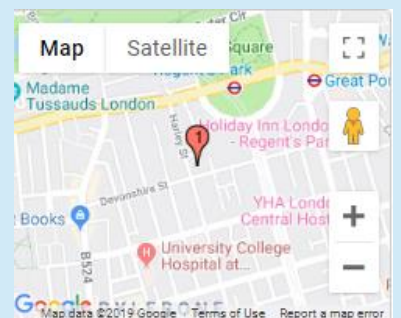 Map Satellite
Square
Madame
Tussauds London
Great Po
Harley St
1
Holiday Inn Londo
- Regent's Par
Devonshire St
Books
YHA Londo
Central Host
B524
University College
Hospital at...
+
−
Google
Map data ©2019 Google Terms of Use Report a map error